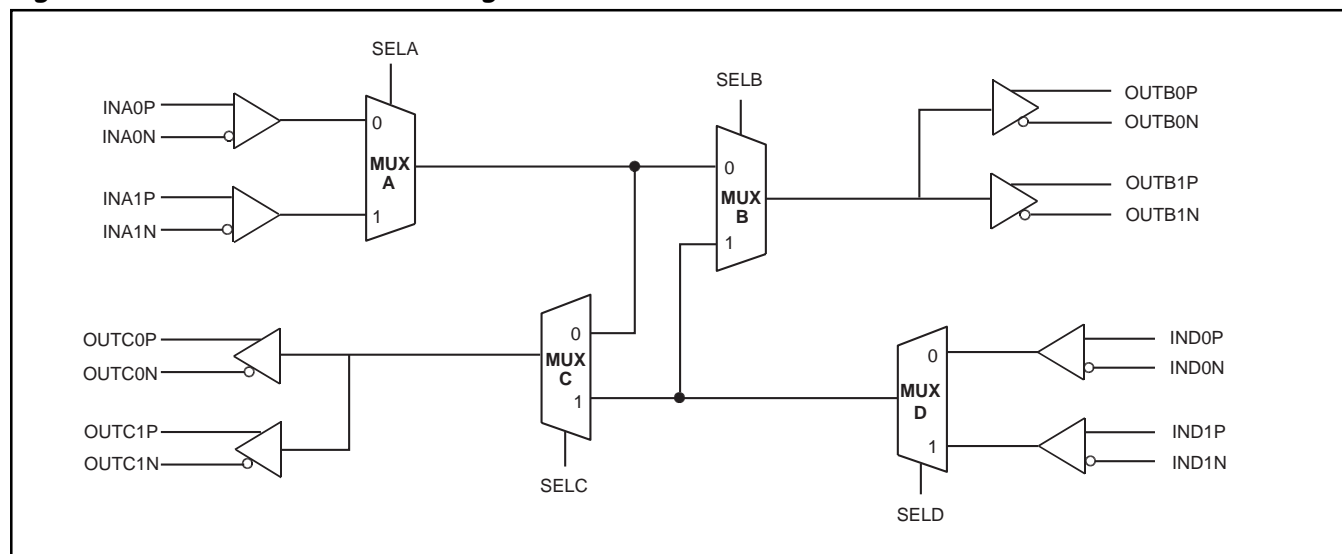 SELA
SELB
INA0P
INA0N
INA1P
INA1N
0
MUX
A
1
0
MUX
B
1
OUTB0P
OUTB0N
OUTB1P
OUTB1N
OUTC0P
OUTC0N
OUTC1P
OUTC1N
0
MUX
C
1
SELC
0
MUX
D
1
SELD
IND0P
IND0N
IND1P
IND1N